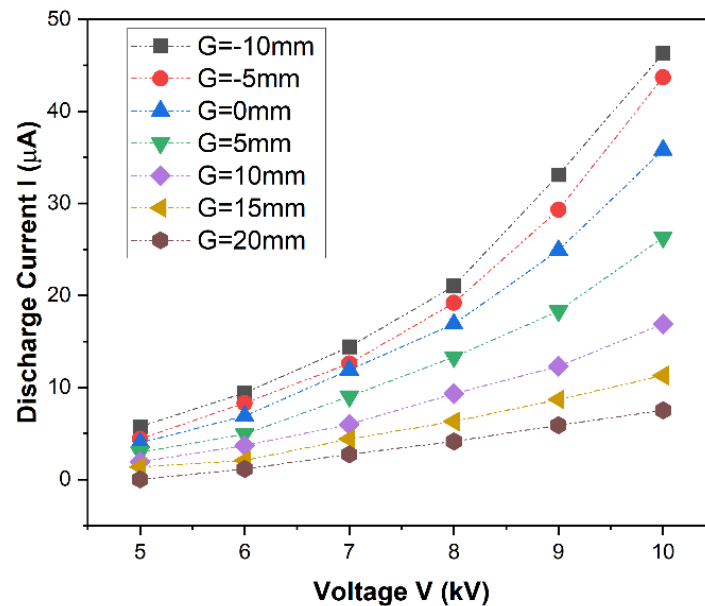 50
40
30
20
10
0
Discharge Current I (μA)
G=-10mm
G=-5mm
G=0mm
G=5mm
G=10mm
G=15mm
G=20mm
5 6 7 8 9 10
Voltage V (kV)